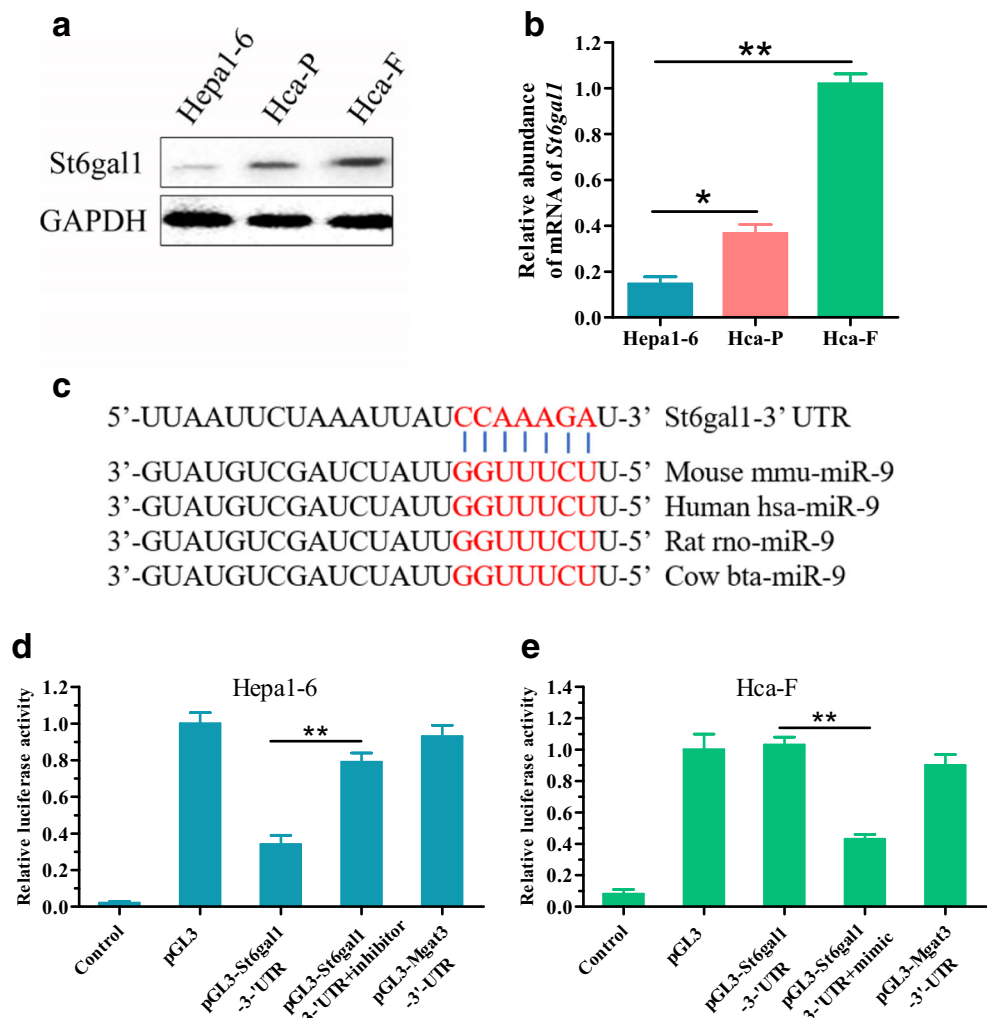 a
Hepa1-6
Hca-P
Hca-F
St6gal1
GAPDH
b
Relative abundance
of mRNA of St6gal1
1.2
1.0
0.8
0.6
0.4
0.2
0.0
**
*
Hepa1-6 Hca-P Hca-F
c
5’-UUAAUUCUAAAUUAUCCAAAGAU-3’ St6gal1-3’ UTR
3’-GUAUGUCGAUCUAUUGGUUUCUU-5’ Mouse mmu-miR-9
3’-GUAUGUCGAUCUAUUGGUUUCUU-5’ Human hsa-miR-9
3’-GUAUGUCGAUCUAUUGGUUUCUU-5’ Rat rno-miR-9
3’-GUAUGUCGAUCUAUUGGUUUCUU-5’ Cow bta-miR-9
d
Hepa1-6
Relative luciferase activity
1.2
1.0
0.8
0.6
0.4
0.2
0.0
**
Control
pGL3
pGL3-St6gal1
-3-'UTR
pGL3-St6gal1
3-'UTR+inhibitor
pGL3-Mgat3
-3'-UTR
e
Hca-F
Relative luciferase activity
1.4
1.2
1.0
0.8
0.6
0.4
0.2
0.0
**
Control
pGL3
pGL3-St6gal1
-3-'UTR
pGL3-St6gal1
3-'UTR+mimic
pGL3-Mgat3
-3'-UTR